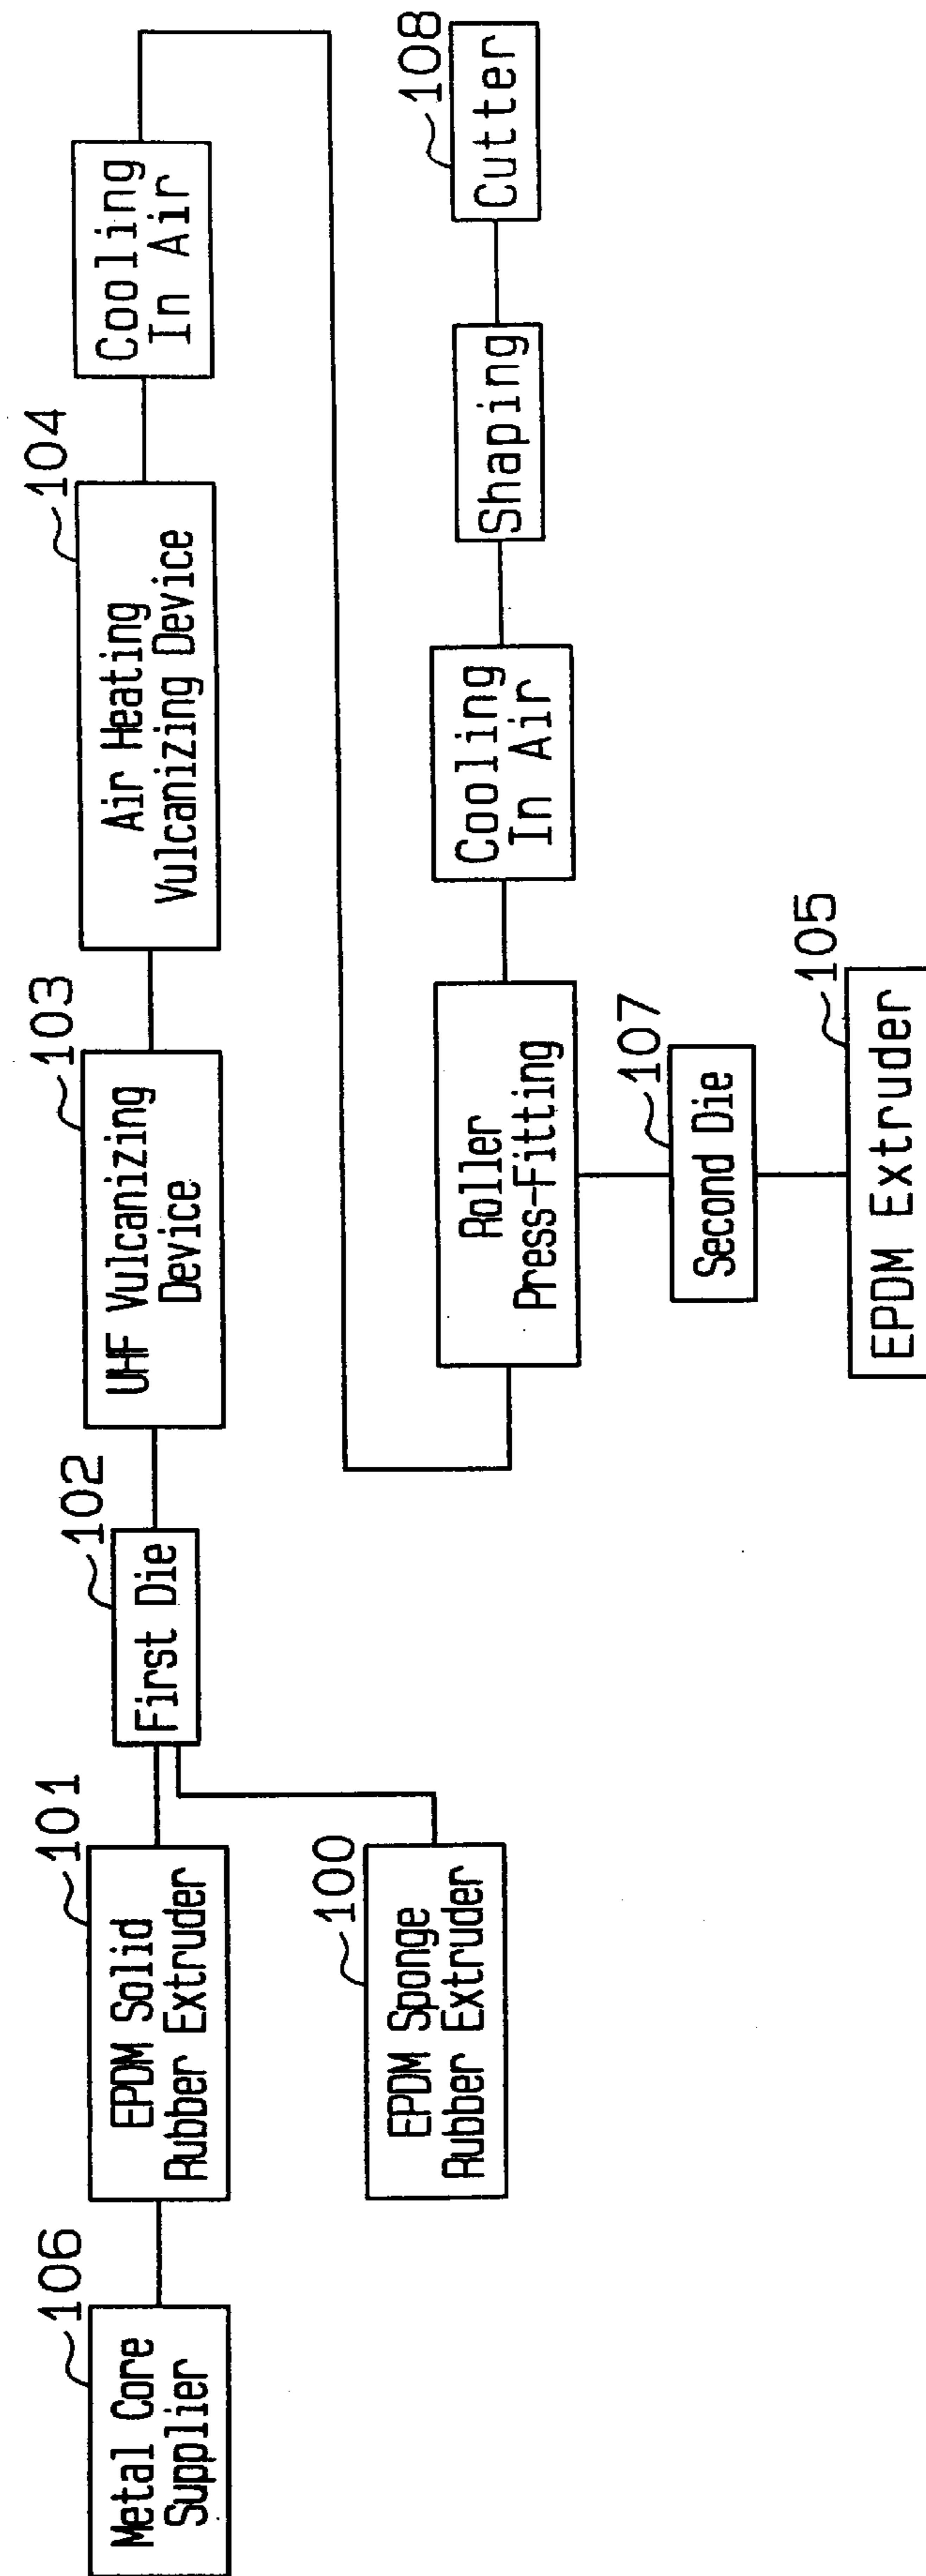 106
Metal Core
Supplier
101
EPDM Solid
Rubber Extruder
100
EPDM Sponge
Rubber Extruder
102
First Die
103
UHF Vulcanizing
Device
104
Air Heating
Vulcanizing Device
Cooling
In Air
Roller
Press-Fitting
107
Second Die
105
EPDM Extruder
Cooling
In Air
Shaping
108
Cutter